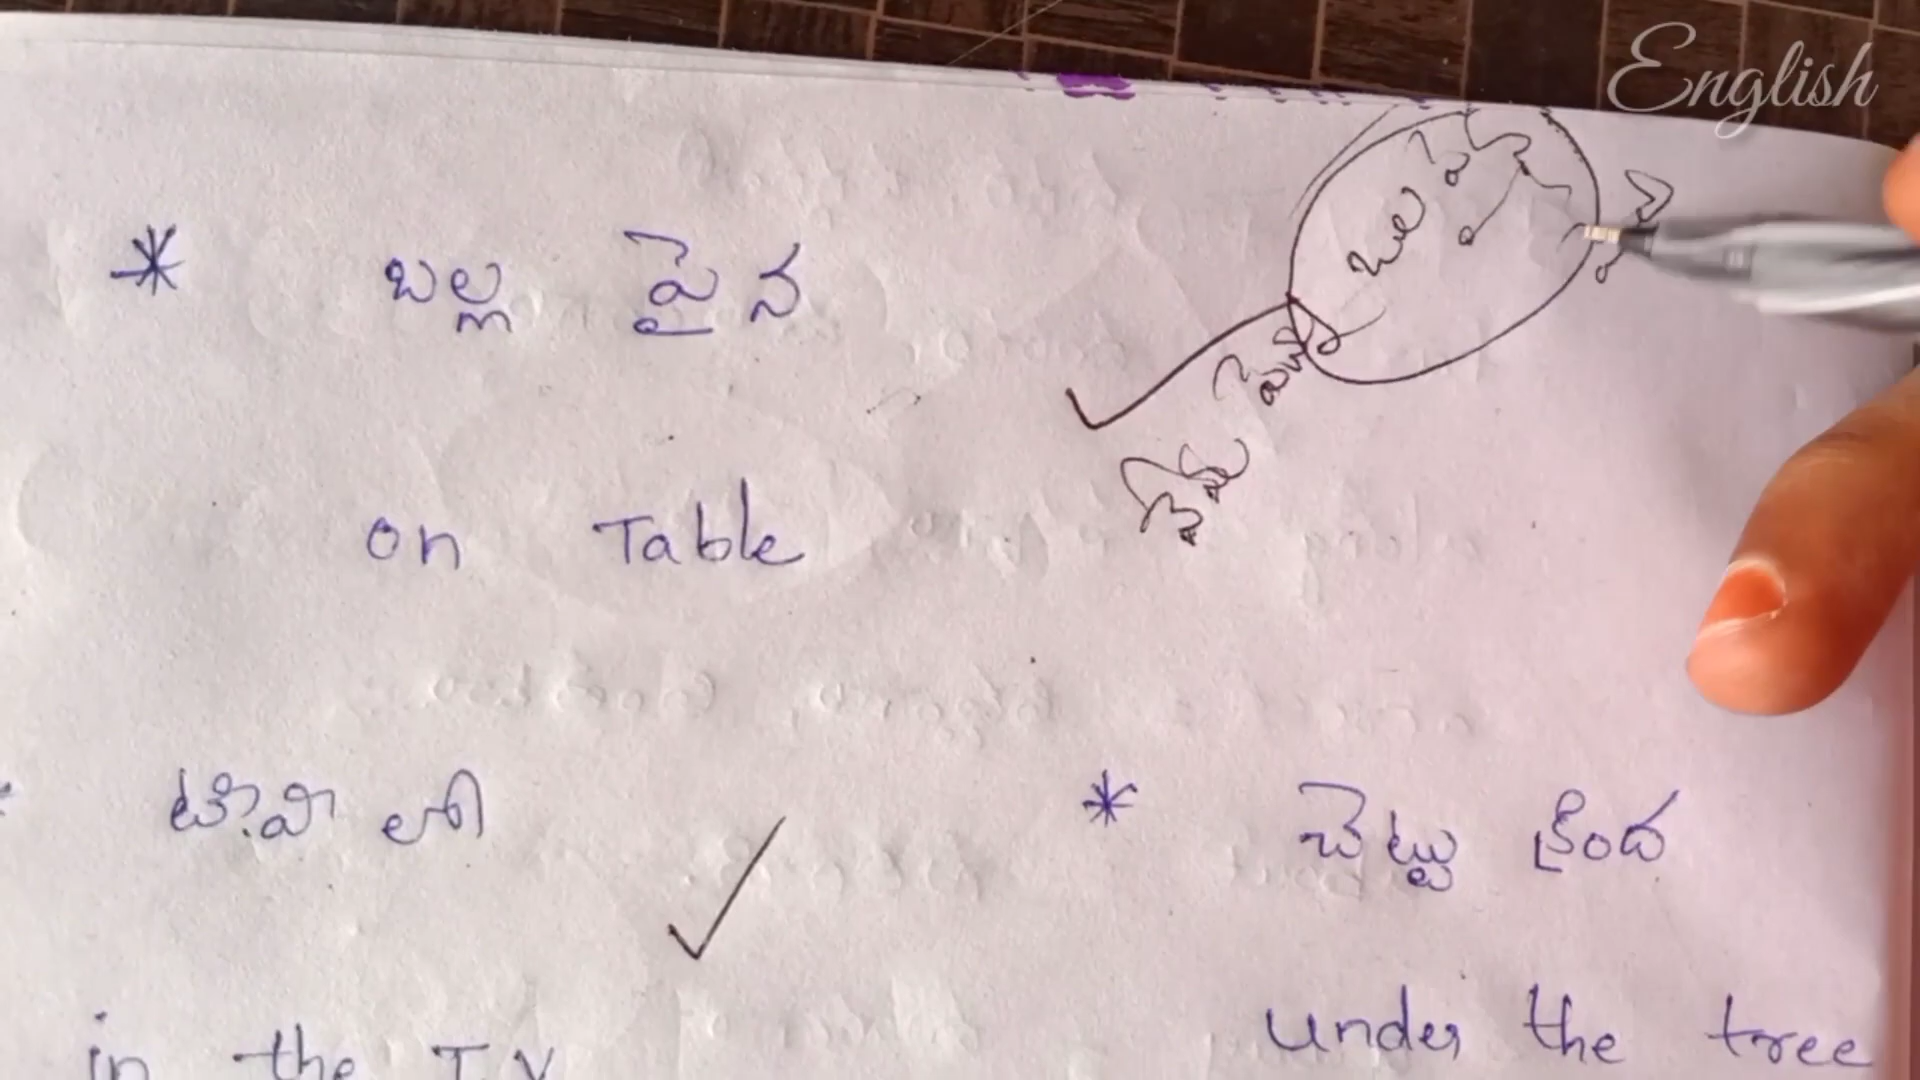 English
* బల్ల పైన
on Table
టి.వి లో
* చెట్టు క్రింద
in the T.V
under the tree